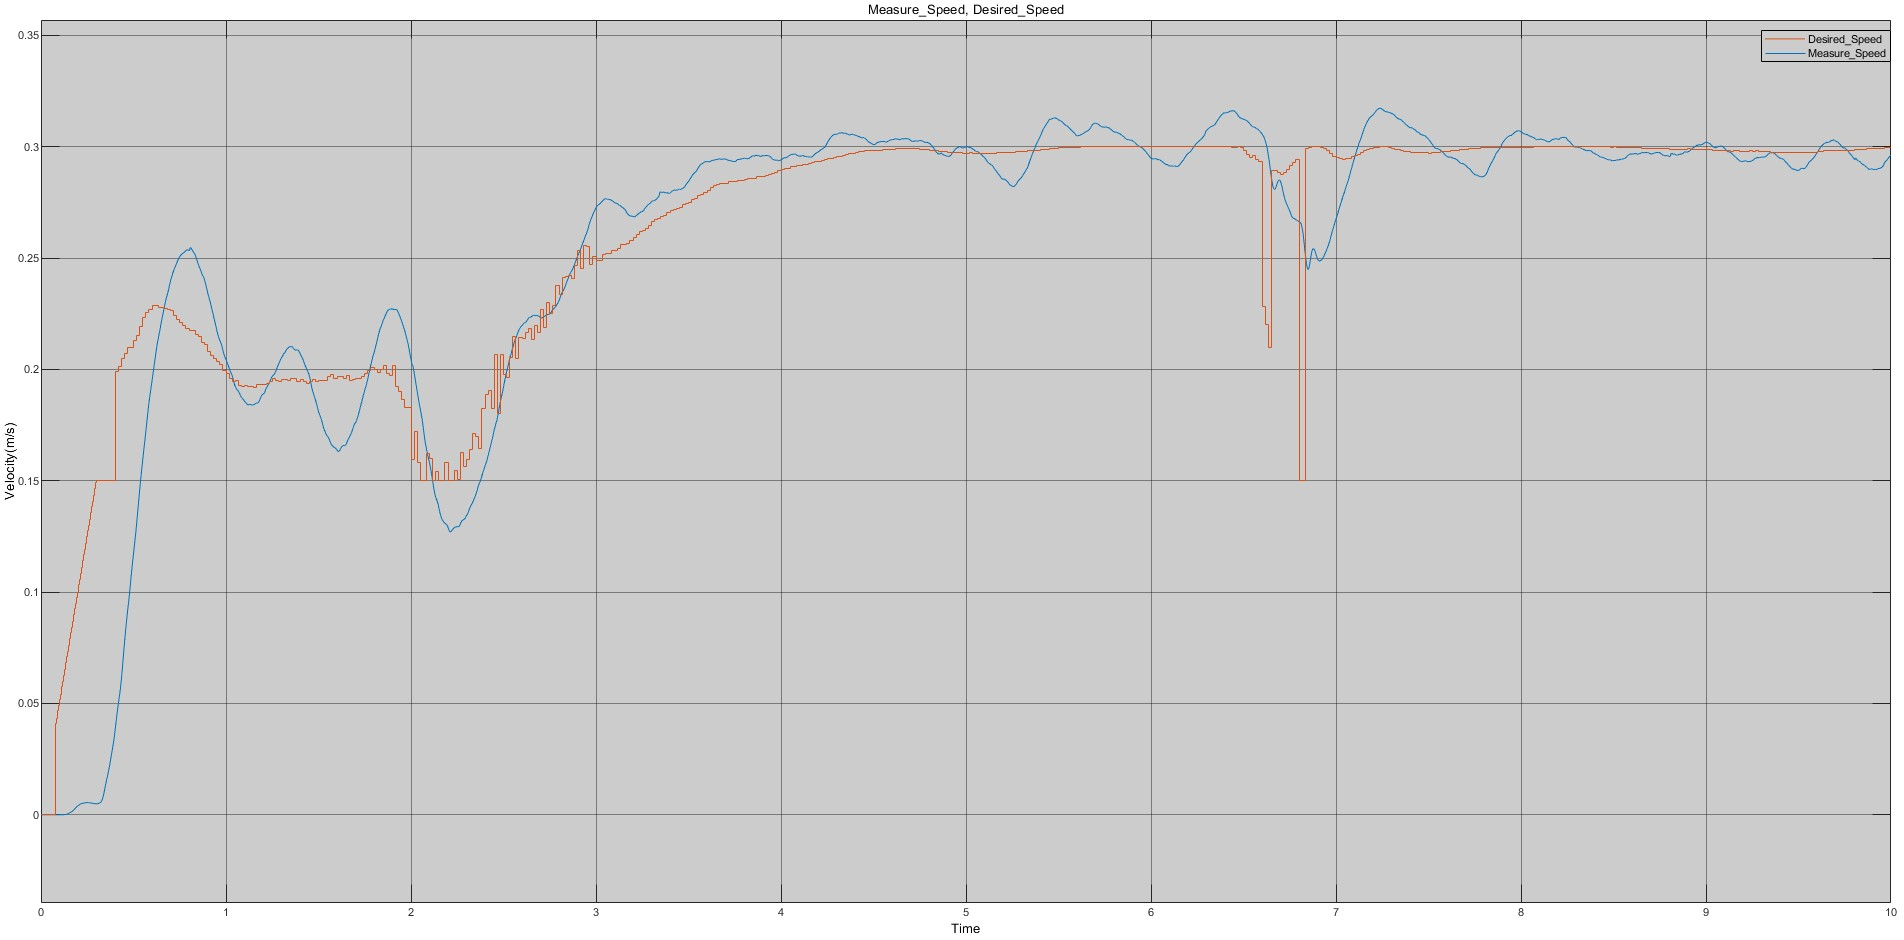 Measure_Speed, Desired_Speed
Desired_Speed
Measure_Speed
Velocity(m/s)
0.35
0.3
0.25
0.2
0.15
0.1
0.05
0
0 1 2 3 4 5 6 7 8 9 10
Time